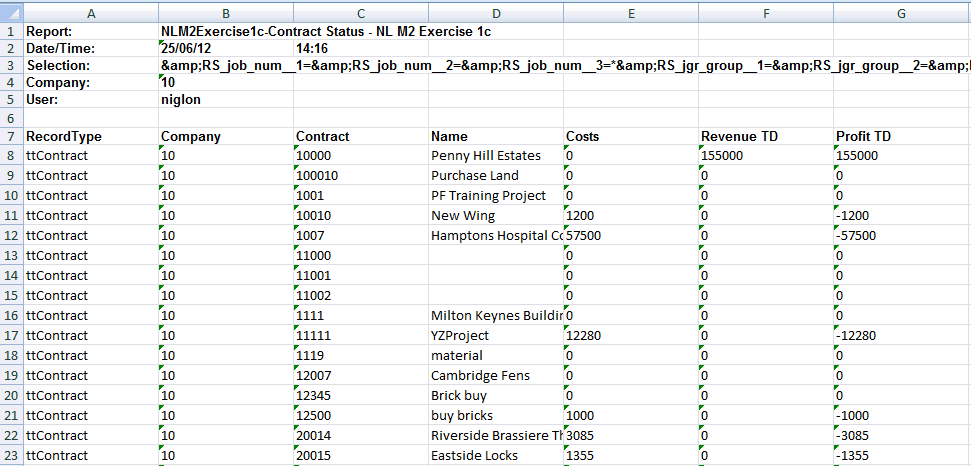 A B C D E F G
1 Report: NLM2Exercise1c-Contract Status - NL M2 Exercise 1c
2 Date/Time: 25/06/12 14:16
3 Selection: &amp;RS_job_num__1=&amp;RS_job_num__2=&amp;RS_job_num__3=*&amp;RS_jgr_group__1=&amp;RS_jgr_group__2=&amp;
4 Company: 10
5 User: niglon
6
7 RecordType Company Contract Name Costs Revenue TD Profit TD
8 ttContract 10 10000 Penny Hill Estates 0 155000 155000
9 ttContract 10 100010 Purchase Land 0 0 0
10 ttContract 10 1001 PF Training Project 0 0 0
11 ttContract 10 10010 New Wing 1200 0 -1200
12 ttContract 10 1007 Hamptons Hospital Co 57500 0 -57500
13 ttContract 10 11000 0 0 0
14 ttContract 10 11001 0 0 0
15 ttContract 10 11002 0 0 0
16 ttContract 10 1111 Milton Keynes Buildin 0 0 0
17 ttContract 10 11111 YZProject 12280 0 -12280
18 ttContract 10 1119 material 0 0 0
19 ttContract 10 12007 Cambridge Fens 0 0 0
20 ttContract 10 12345 Brick buy 0 0 0
21 ttContract 10 12500 buy bricks 1000 0 -1000
22 ttContract 10 20014 Riverside Brassiere Th 3085 0 -3085
23 ttContract 10 20015 Eastside Locks 1355 0 -1355